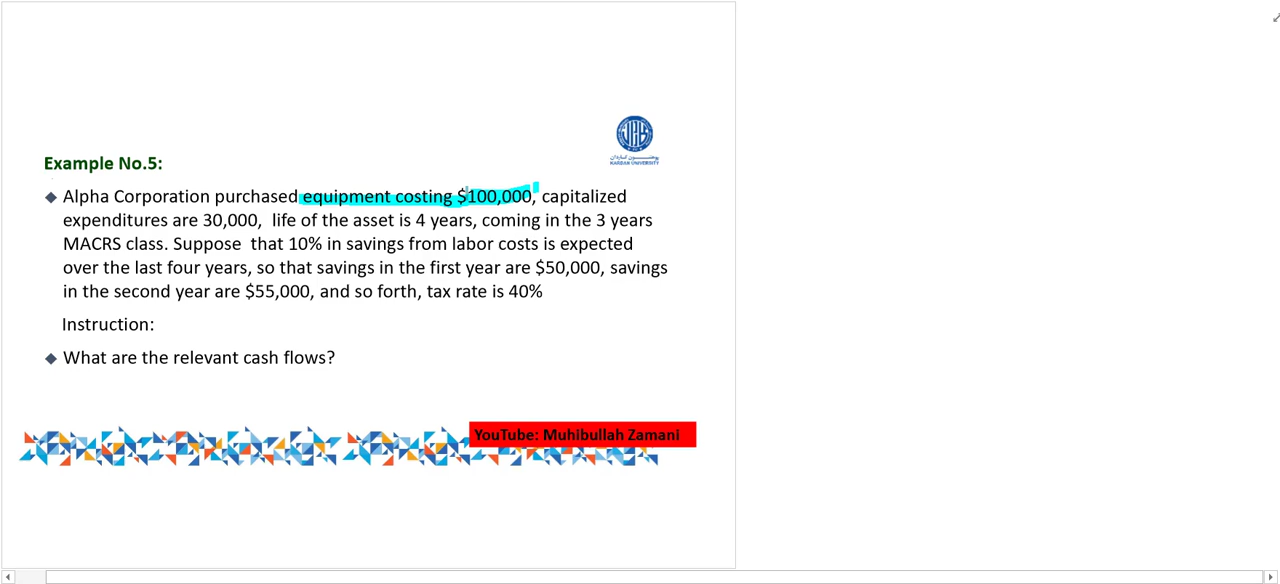 KARDAN UNIVERSITY
Example No.5:
Alpha Corporation purchased equipment costing $100,000, capitalized
expenditures are 30,000, life of the asset is 4 years, coming in the 3 years
MACRS class. Suppose that 10% in savings from labor costs is expected
over the last four years, so that savings in the first year are $50,000, savings
in the second year are $55,000, and so forth, tax rate is 40%
Instruction:
What are the relevant cash flows?
YouTube: Muhibullah Zamani